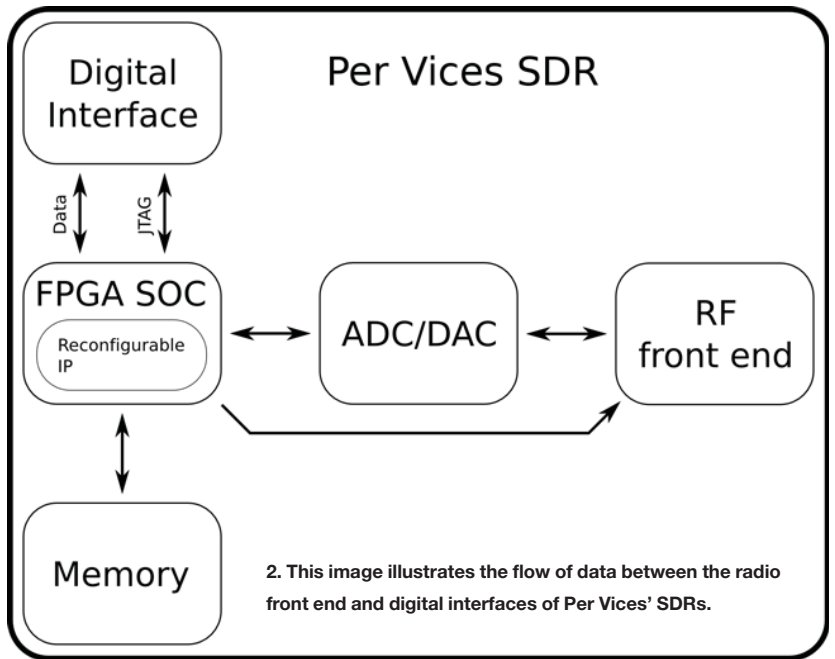 Digital
Interface
Per Vices SDR
Data
JTAG
FPGA SOC
Reconfigurable
IP
ADC/DAC
RF
front end
Memory
2. This image illustrates the flow of data between the radio
front end and digital interfaces of Per Vices’ SDRs.